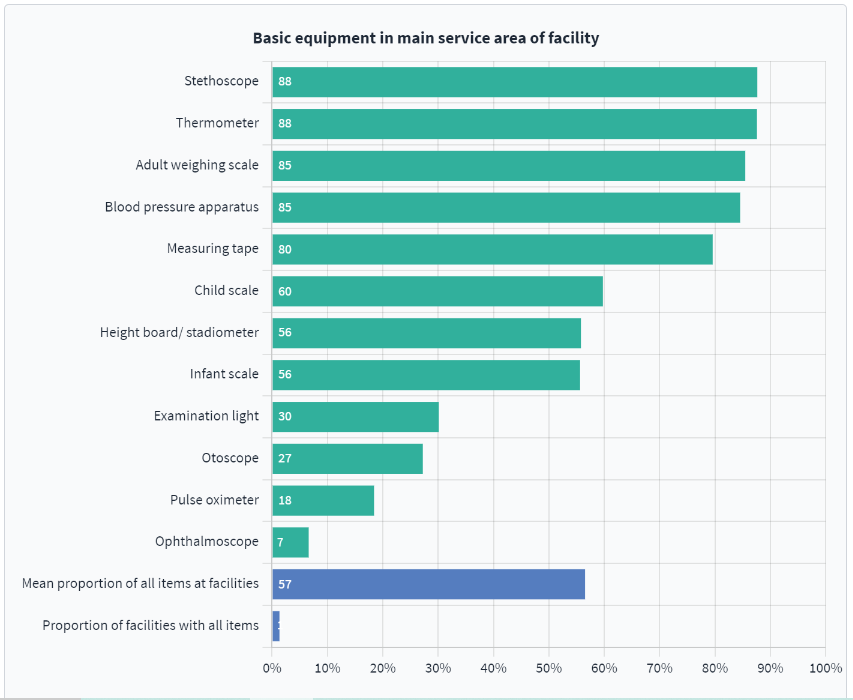 Basic equipment in main service area of facility
Stethoscope 88
Thermometer 88
Adult weighing scale 85
Blood pressure apparatus 85
Measuring tape 80
Child scale 60
Height board/ stadiometer 56
Infant scale 56
Examination light 30
Otoscope 27
Pulse oximeter 18
Ophthalmoscope 7
Mean proportion of all items at facilities 57
Proportion of facilities with all items
0% 10% 20% 30% 40% 50% 60% 70% 80% 90% 100%